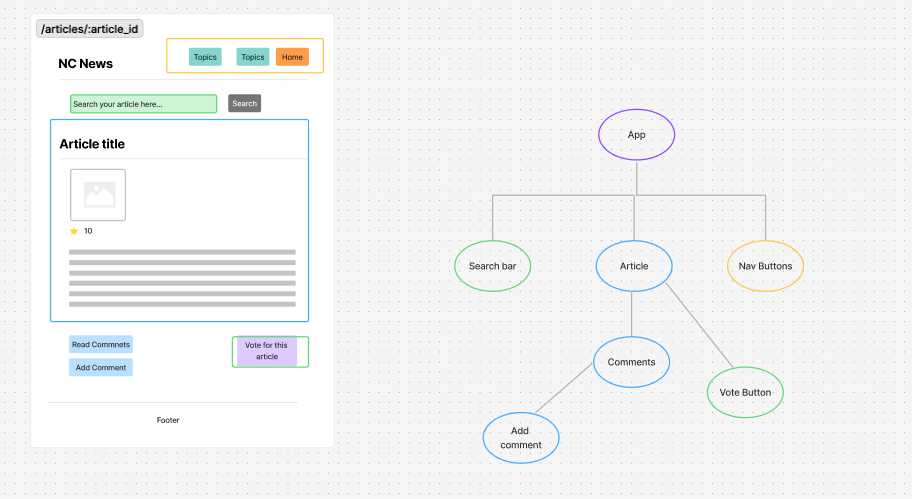 /articles/:article_id
NC News
Topics
Topics
Home
Search your article here...
Search
Article title
10
Read Commnets
Add Comment
Vote for this
article
Footer
App
Search bar
Article
Nav Buttons
Comments
Vote Button
Add
comment